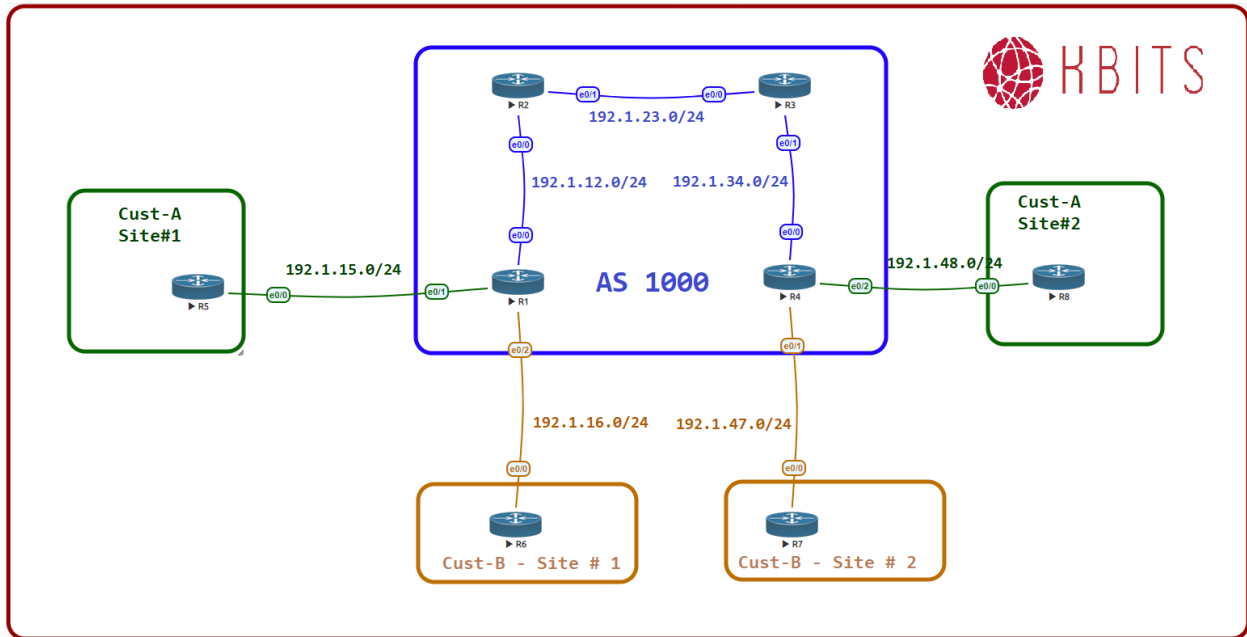 KBITS
R2
e0/1
e0/0
R3
192.1.23.0/24
e0/0
e0/1
192.1.12.0/24
192.1.34.0/24
Cust-A
Site#1
Cust-A
Site#2
e0/0
e0/0
192.1.15.0/24
AS 1000
192.1.48.0/24
R5
e0/0
e0/1
R1
R4
e0/2
e0/0
R8
e0/2
e0/1
192.1.16.0/24
192.1.47.0/24
e0/0
e0/0
R6
R7
Cust-B - Site # 1
Cust-B - Site # 2